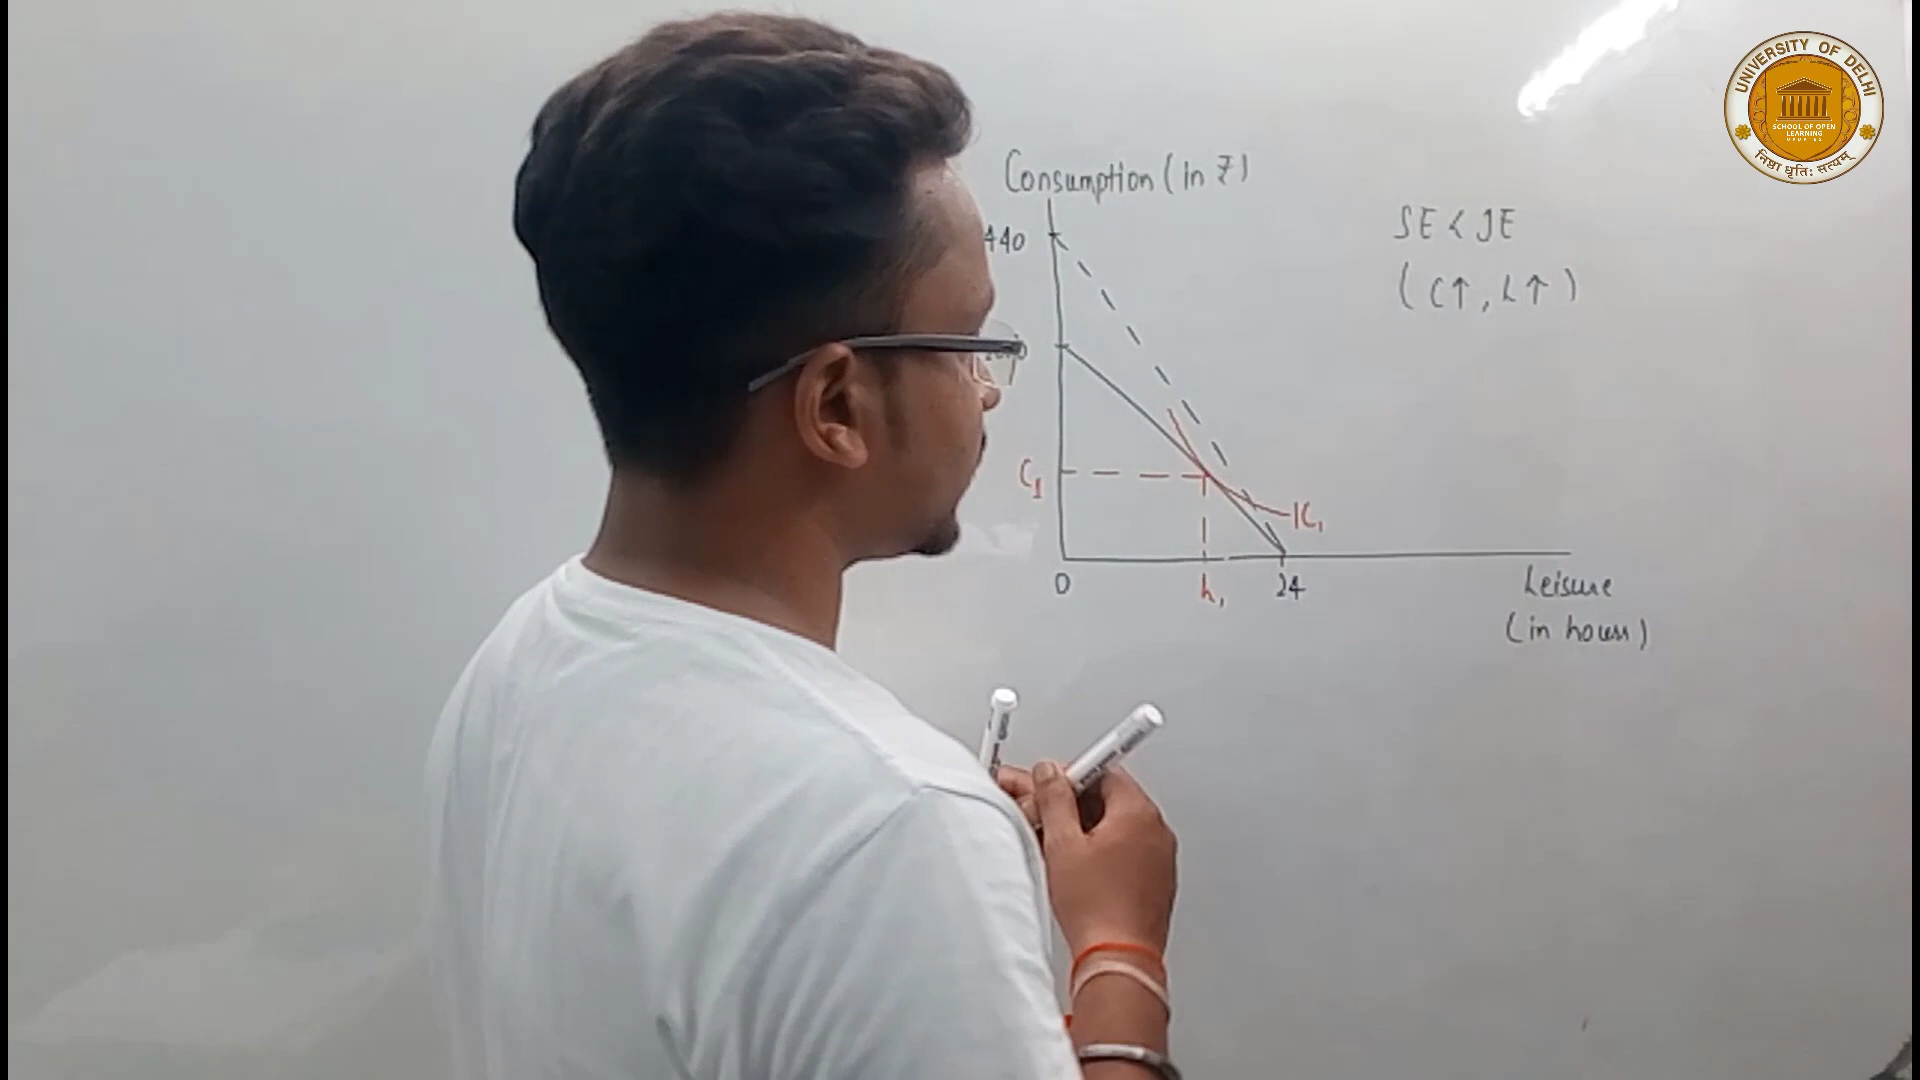 UNIVERSITY OF DELHI
SCHOOL OF OPEN
LEARNING
निष्ठा धृतिः सत्यम्
Consumption (in ₹)
440
C₁
IC₁
0
h₁
24
Leisure
(in hours)
SE < IE
(C↑, L↑)